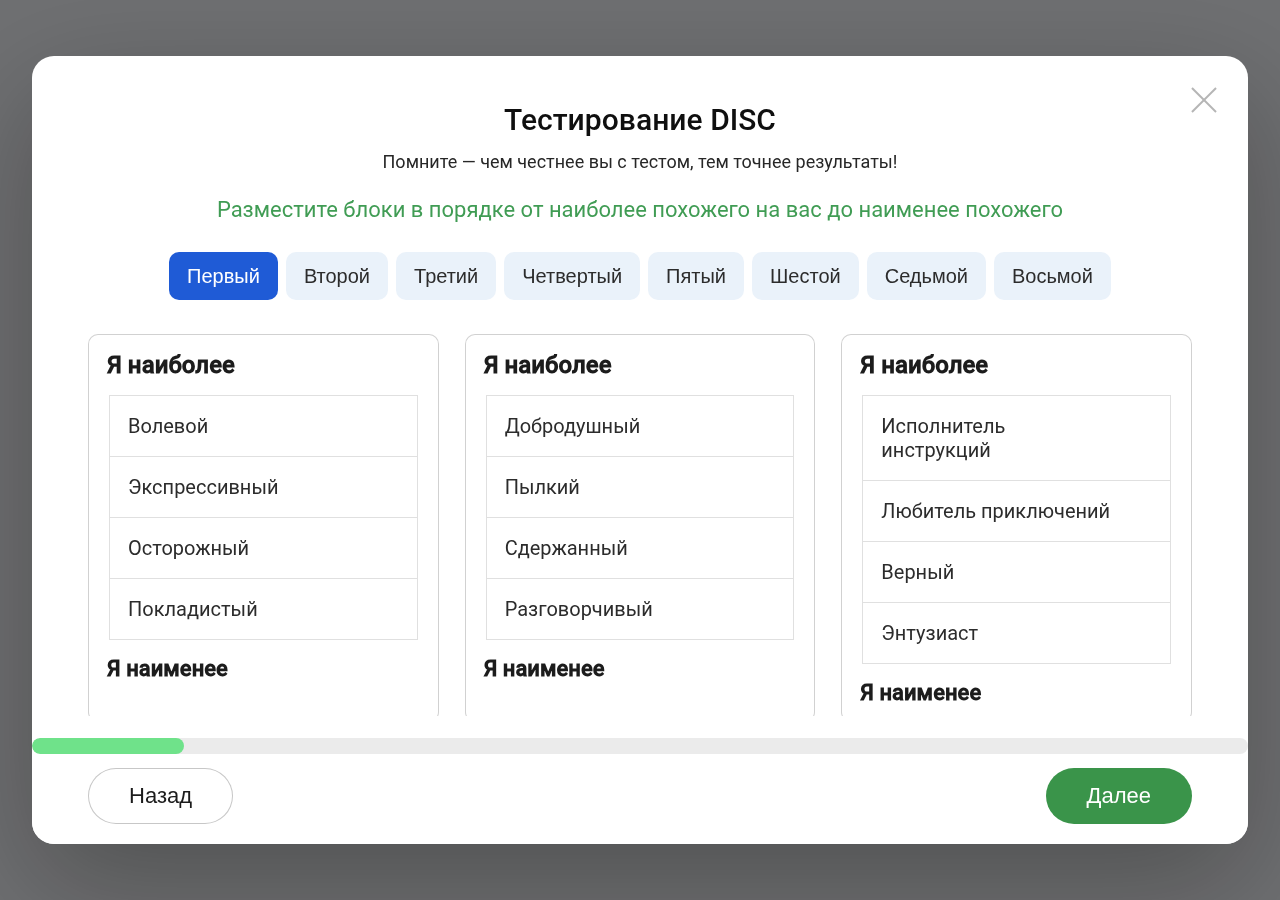 Тестирование DISC
Помните — чем честнее вы с тестом, тем точнее результаты!
Разместите блоки в порядке от наиболее похожего на вас до наименее похожего
Первый
Второй
Третий
Четвертый
Пятый
Шестой
Седьмой
Восьмой
Я наиболее
Волевой
Экспрессивный
Осторожный
Покладистый
Я наименее
Я наиболее
Добродушный
Пылкий
Сдержанный
Разговорчивый
Я наименее
Я наиболее
Исполнитель
инструкций
Любитель приключений
Верный
Энтузиаст
Я наименее
Назад
Далее